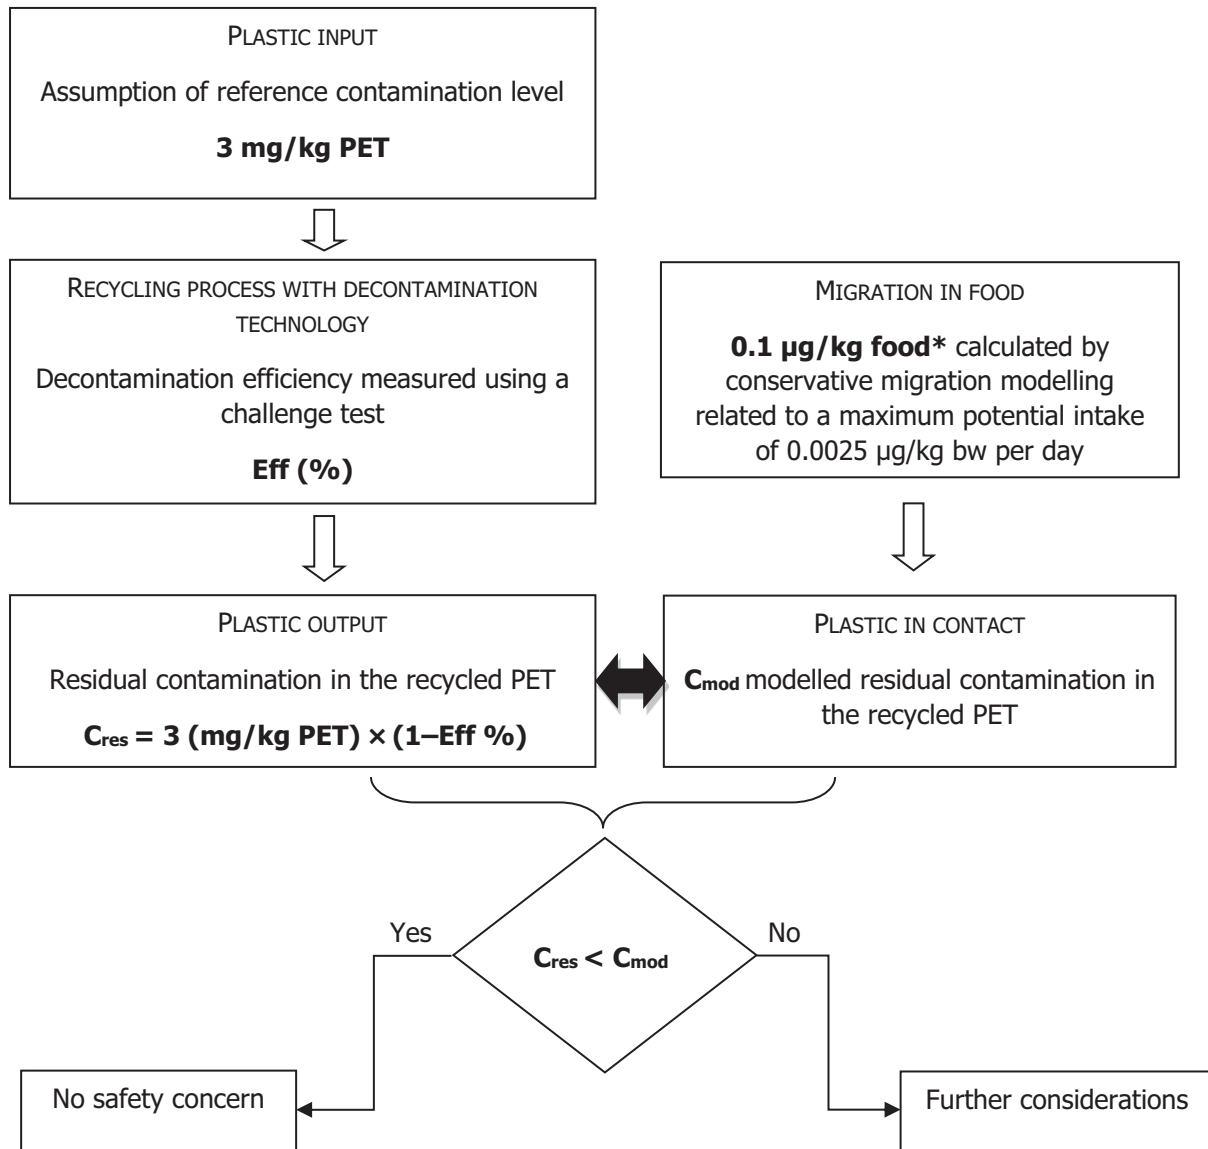 PLASTIC INPUT
Assumption of reference contamination level
3 mg/kg PET
RECYCLING PROCESS WITH DECONTAMINATION
TECHNOLOGY
Decontamination efficiency measured using a
challenge test
Eff (%)
MIGRATION IN FOOD
0.1 µg/kg food* calculated by
conservative migration modelling
related to a maximum potential intake
of 0.0025 µg/kg bw per day
PLASTIC OUTPUT
Residual contamination in the recycled PET
Cres = 3 (mg/kg PET) × (1–Eff %)
PLASTIC IN CONTACT
Cmod modelled residual contamination in
the recycled PET
Yes
No
Cres < Cmod
No safety concern
Further considerations